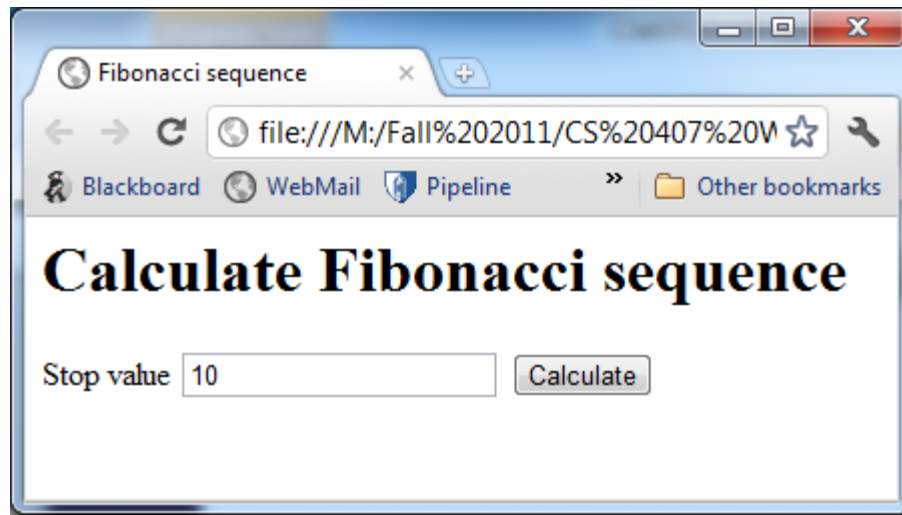 Fibonacci sequence
file:///M:/Fall%202011/CS%20407%20W
Blackboard WebMail Pipeline » Other bookmarks
Calculate Fibonacci sequence
Stop value 10 Calculate